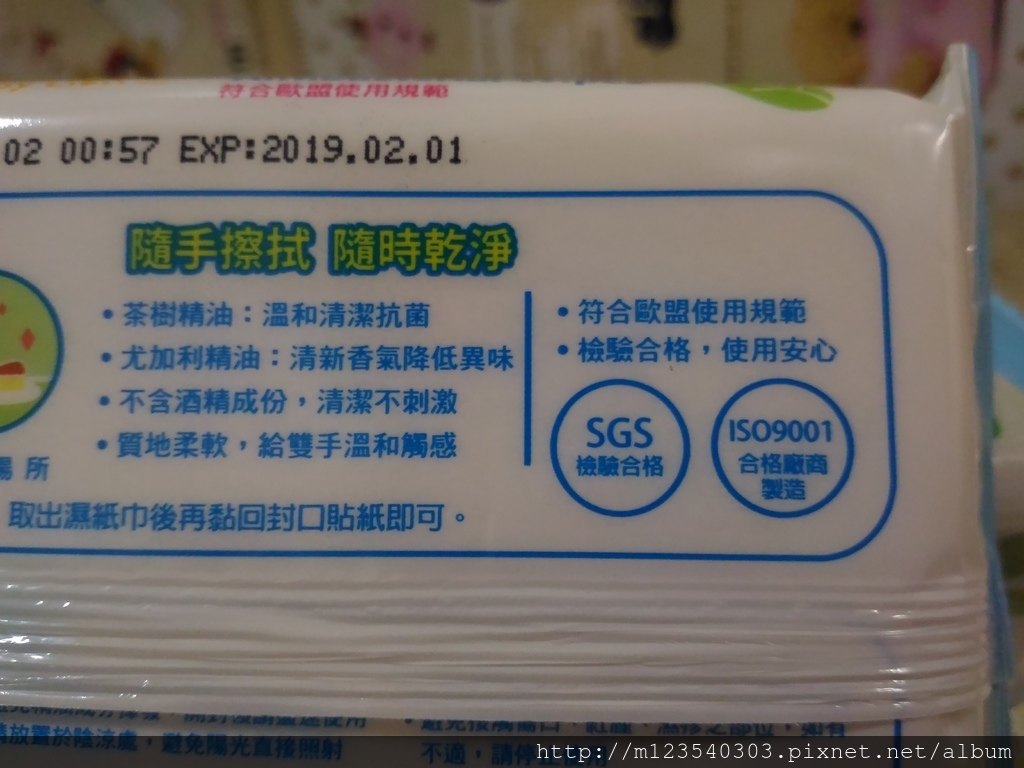 符合歐盟使用規範
02 00:57 EXP:2019.02.01
隨手擦拭 隨時乾淨
• 茶樹精油：溫和清潔抗菌
• 尤加利精油：清新香氣降低異味
• 不含酒精成份，清潔不刺激
• 質地柔軟，給雙手溫和觸感
• 符合歐盟使用規範
• 檢驗合格，使用安心
SGS
檢驗合格
ISO9001
合格廠商
製造
場所
取出濕紙巾後再黏回封口貼紙即可。
放置於陰涼處，避免陽光直接照射
不適，請停止使用
http://m123540303.pixnet.net/album